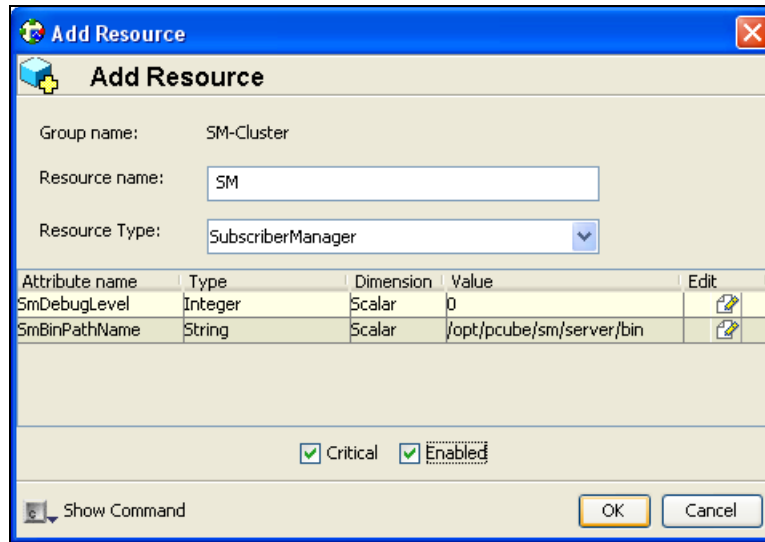 Add Resource
Add Resource
Group name: SM-Cluster
Resource name: SM
Resource Type: SubscriberManager
Attribute name Type Dimension Value Edit
SmDebugLevel Integer Scalar 0
SmBinPathName String Scalar /opt/pcube/sm/server/bin
Critical Enabled
Show Command OK Cancel